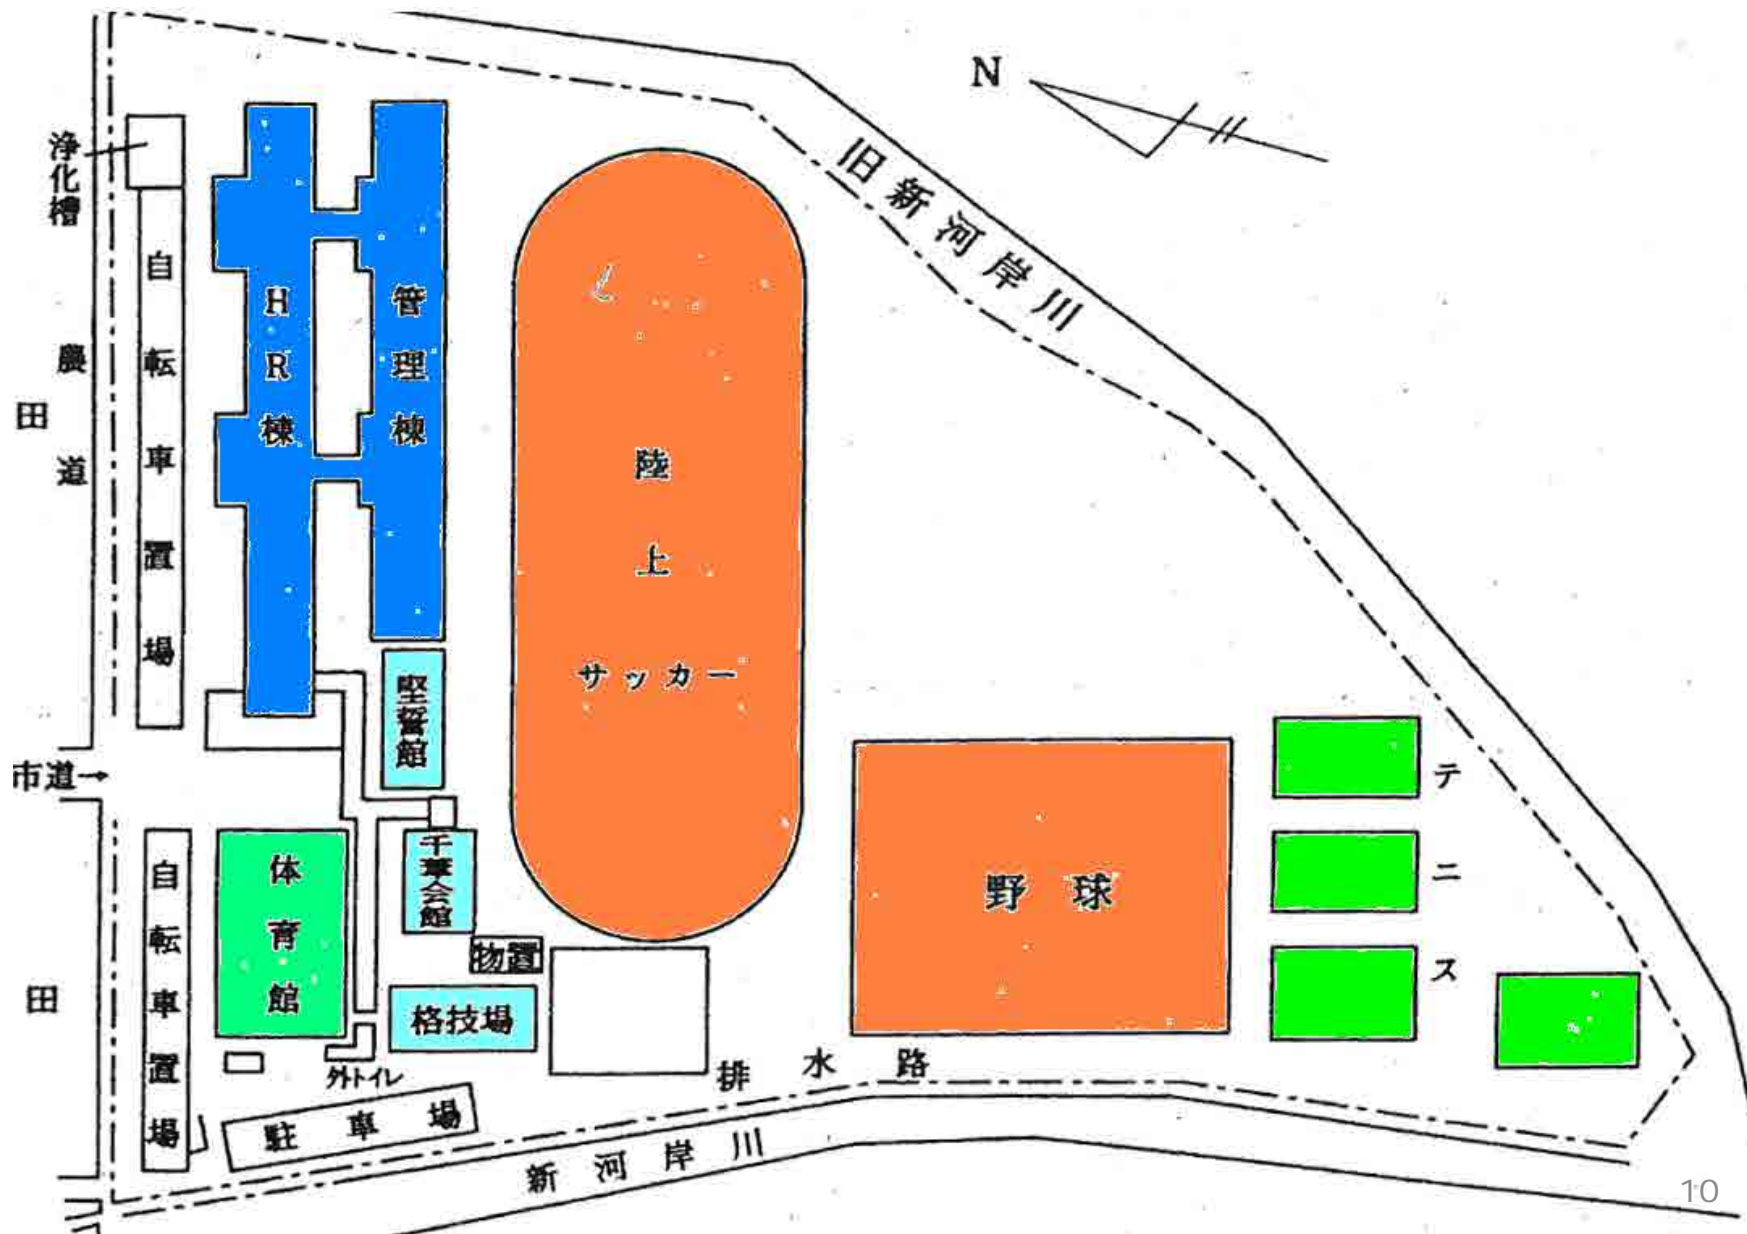 N
旧新河岸川
浄化槽
自転車置場
農道
田
HR棟
管理棟
陸上
サッカー
堅誓館
市道→
自転車置場
体育館
千葦会館
物置
格技場
野球
テニス
田
外トイレ
駐車場
排水路
新河岸川
10